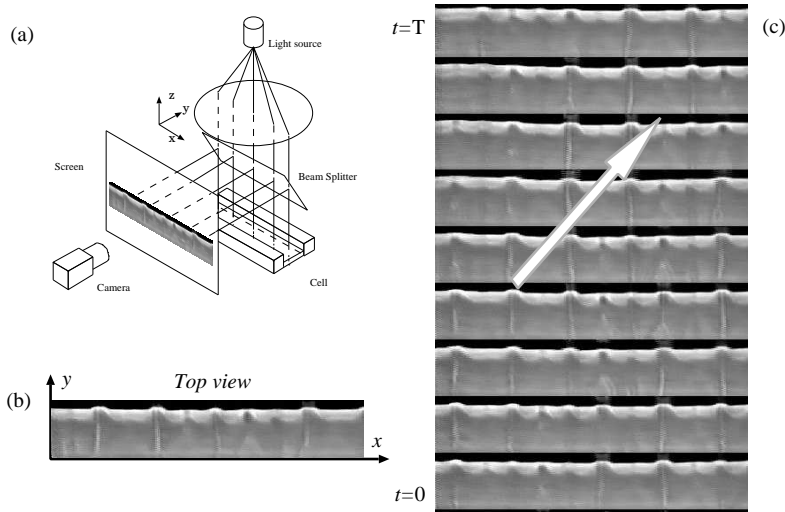 (a)
Light source
z
y
x
Screen
Beam Splitter
Camera
Cell
(b)
y
Top view
x
t=T
(c)
t=0